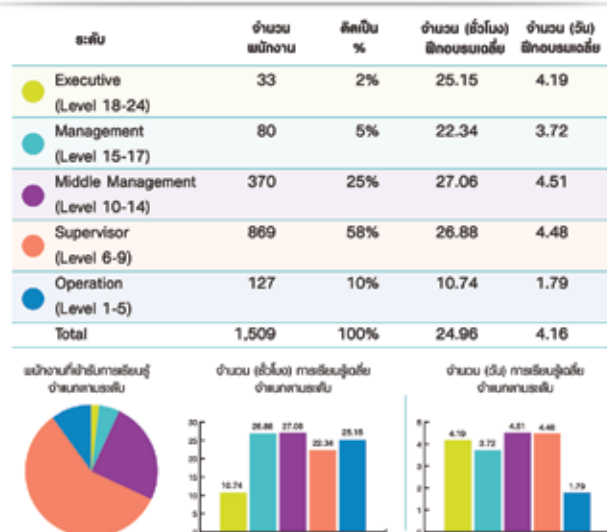 ระดับ
จำนวน พนักงาน
คิดเป็น %
จำนวน (ชั่วโมง) ฝึกอบรมเฉลี่ย
จำนวน (วัน) ฝึกอบรมเฉลี่ย
Executive (Level 18-24) 33 2% 25.15 4.19
Management (Level 15-17) 80 5% 22.34 3.72
Middle Management (Level 10-14) 370 25% 27.06 4.51
Supervisor (Level 6-9) 869 58% 26.88 4.48
Operation (Level 1-5) 127 10% 10.74 1.79
Total 1,509 100% 24.96 4.16
พนักงานที่เข้ารับการเรียนรู้
จำแนกตามระดับ
จำนวน (ชั่วโมง) การเรียนรู้เฉลี่ย
จำแนกตามระดับ
30
25
20
15
10
5
0
10.74 26.88 27.06 22.34 25.15
จำนวน (วัน) การเรียนรู้เฉลี่ย
จำแนกตามระดับ
5
4
3
2
1
0
4.19 3.72 4.51 4.48 1.79